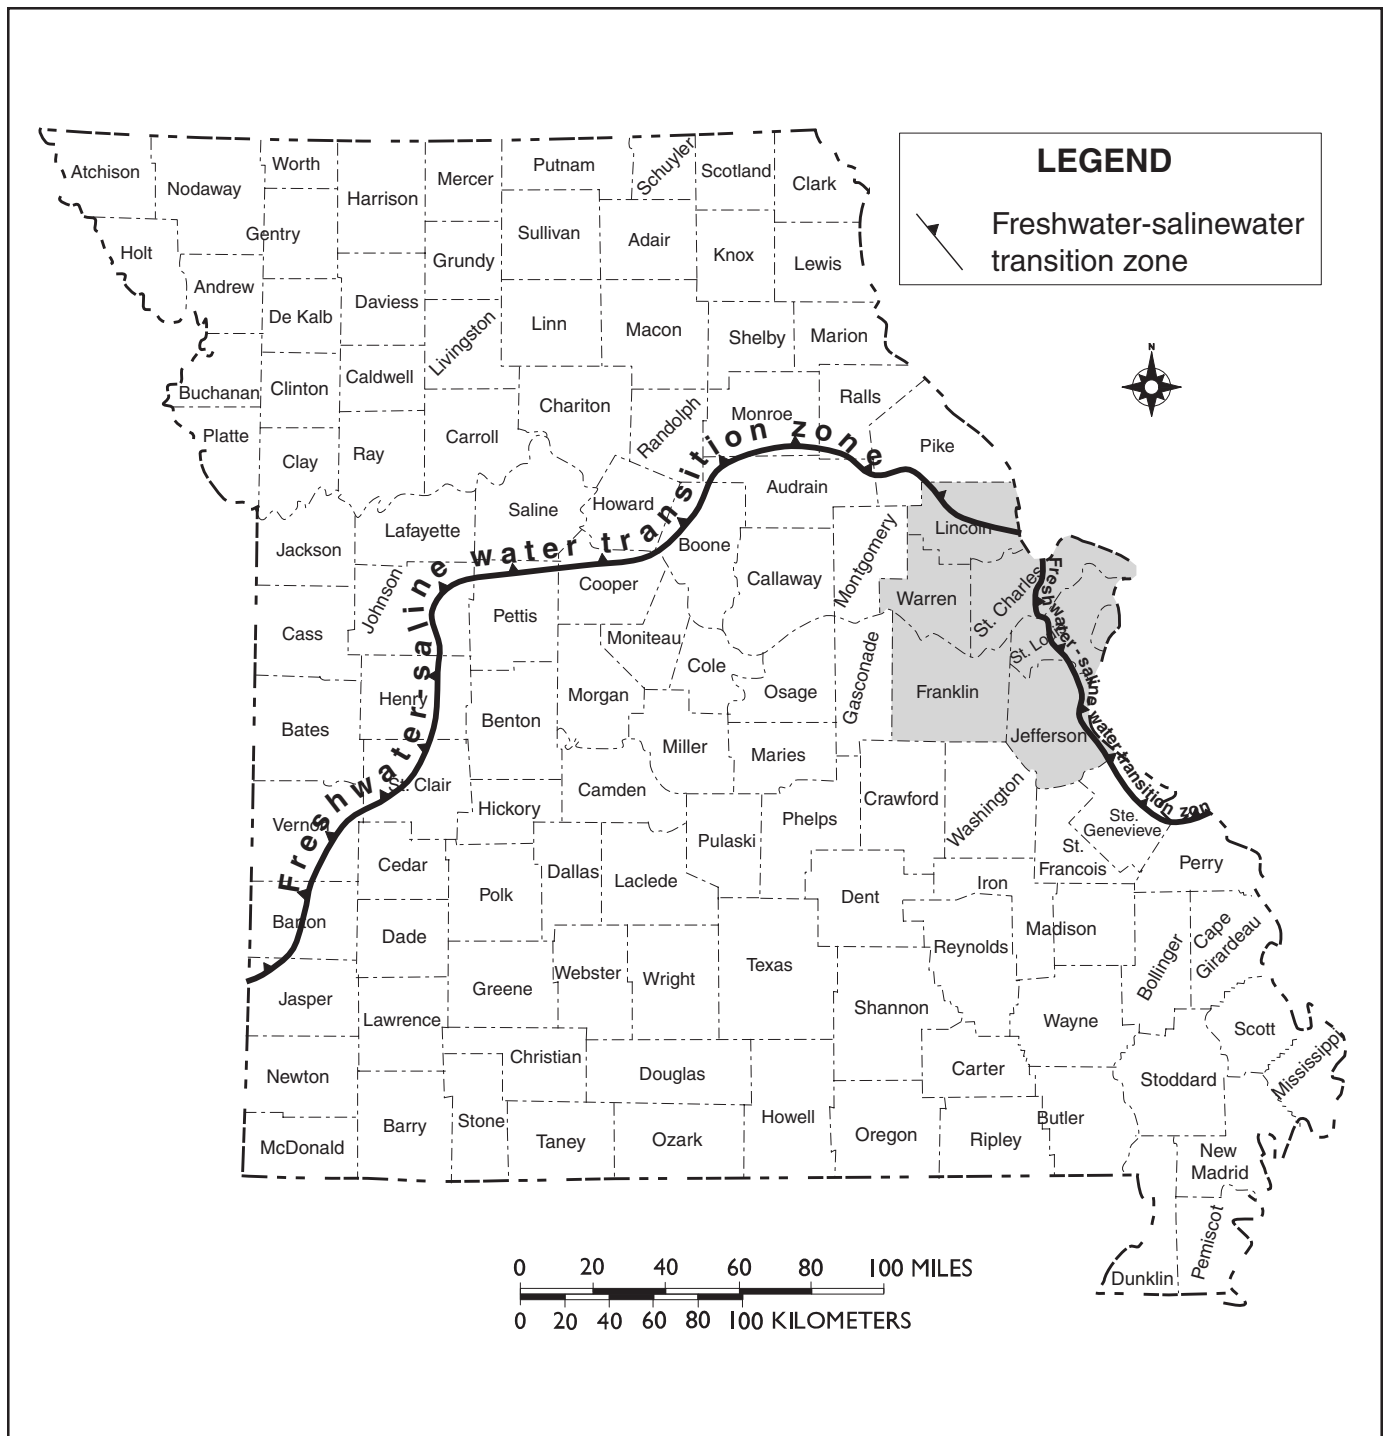 LEGEND
Freshwater-salinewater
transition zone
N
Atchison
Nodaway
Worth
Harrison
Mercer
Putnam
Schuyler
Scotland
Clark
Holt
Gentry
Grundy
Sullivan
Adair
Knox
Lewis
Andrew
De Kalb
Daviess
Livingston
Linn
Macon
Shelby
Marion
Buchanan
Clinton
Caldwell
Chariton
Randolph
Monroe
Ralls
Platte
Clay
Ray
Carroll
Pike
Freshwater-saline water transition zone
Saline
Howard
Audrain
Lincoln
Jackson
Lafayette
Boone
Callaway
Montgomery
Warren
St. Charles
Cass
Johnson
Pettis
Cooper
Moniteau
Cole
Osage
Gasconade
Franklin
St. Lo
Jefferson
Freshwater-saline water transition zon
Bates
Henry
Benton
Morgan
Miller
Maries
Vernon
St. Clair
Hickory
Camden
Pulaski
Phelps
Crawford
Washington
Ste.
Genevieve
St.
Francois
Perry
Cedar
Polk
Dallas
Laclede
Dent
Iron
Barton
Dade
Madison
Bollinger
Cape
Girardeau
Jasper
Greene
Webster
Wright
Texas
Reynolds
Shannon
Wayne
Scott
Mississippi
Lawrence
Christian
Newton
Douglas
Carter
Stoddard
McDonald
Barry
Stone
Taney
Ozark
Howell
Oregon
Ripley
Butler
New
Madrid
Pemiscot
Dunklin
0 20 40 60 80 100 MILES
0 20 40 60 80 100 KILOMETERS